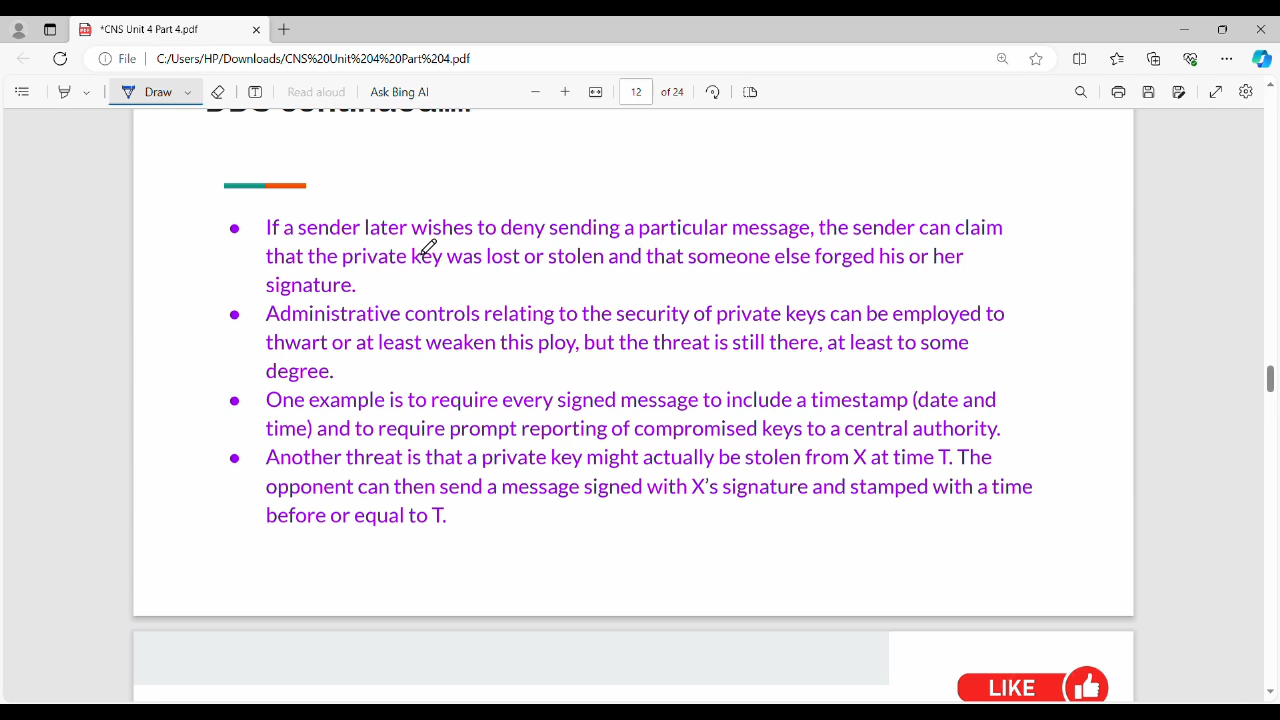 *CNS Unit 4 Part 4.pdf
File C:/Users/HP/Downloads/CNS%20Unit%204%20Part%204.pdf
Draw Read aloud Ask Bing AI 12 of 24
continued....
● If a sender later wishes to deny sending a particular message, the sender can claim
that the private key was lost or stolen and that someone else forged his or her
signature.
● Administrative controls relating to the security of private keys can be employed to
thwart or at least weaken this ploy, but the threat is still there, at least to some
degree.
● One example is to require every signed message to include a timestamp (date and
time) and to require prompt reporting of compromised keys to a central authority.
● Another threat is that a private key might actually be stolen from X at time T. The
opponent can then send a message signed with X’s signature and stamped with a time
before or equal to T.
LIKE